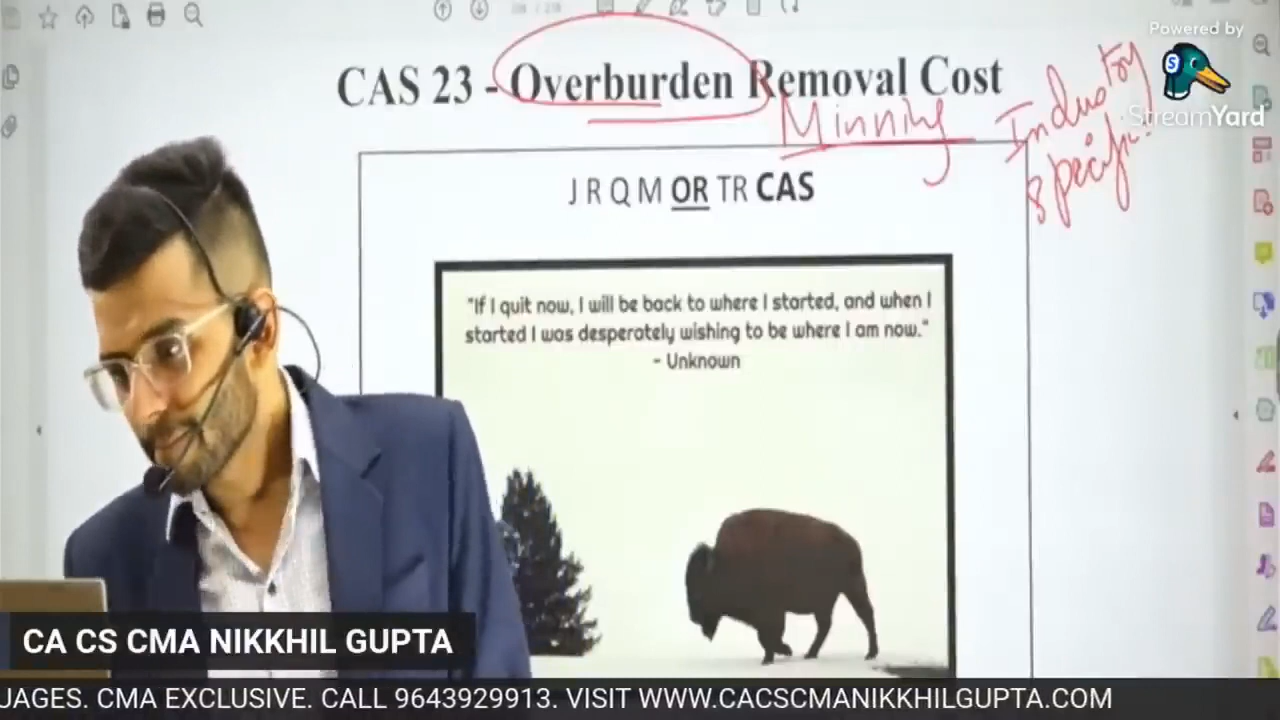 Powered by
StreamYard
CAS 23 - Overburden Removal Cost
Minning
Industry
specific.
J R Q M OR TR CAS
"If I quit now, I will be back to where I started, and when I
started I was desperately wishing to be where I am now."
- Unknown
CA CS CMA NIKKHIL GUPTA
UAGES. CMA EXCLUSIVE. CALL 9643929913. VISIT WWW.CACSCMANIKKHILGUPTA.COM